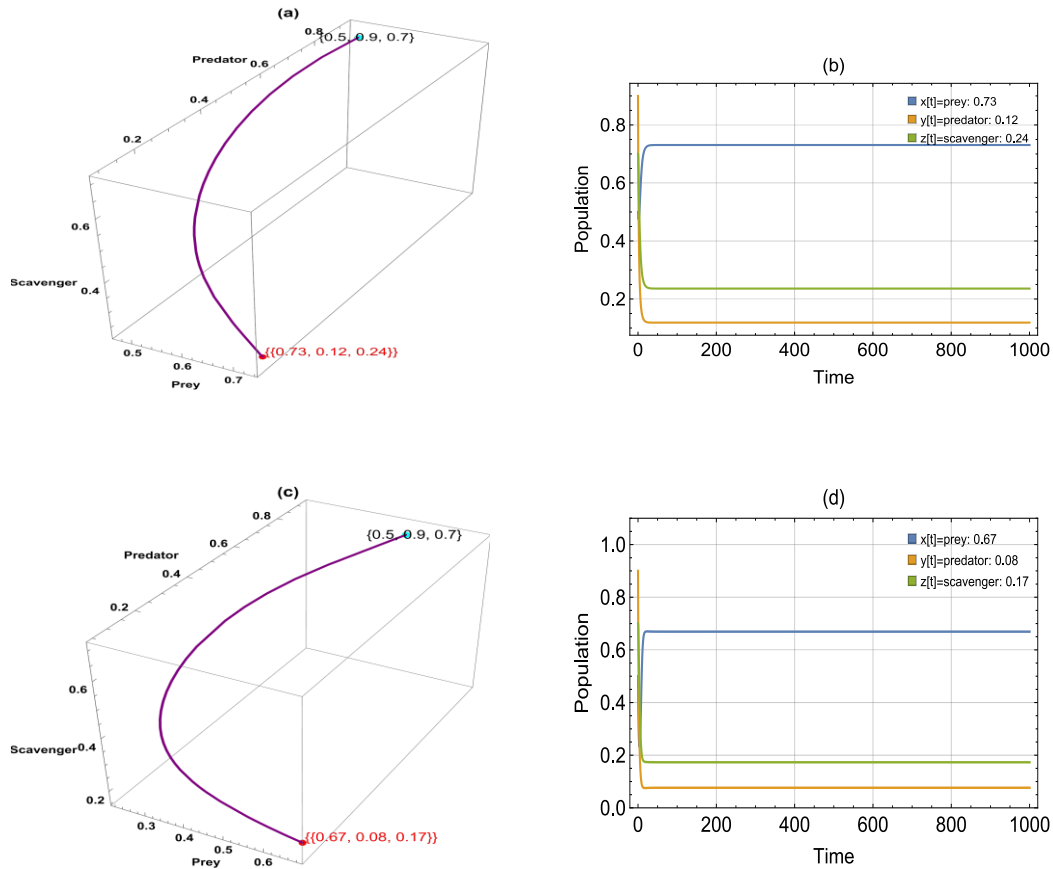 (a)
{0.5, 0.9, 0.7}
0.8
Predator
0.6
0.4
0.2
0.6
Scavenger
0.4
0.5
0.6
0.7
Prey
{{0.73, 0.12, 0.24}}
(b)
x[t]=prey: 0.73
y[t]=predator: 0.12
z[t]=scavenger: 0.24
0.8
0.6
0.4
0.2
Population
0 200 400 600 800 1000
Time
(c)
0.8
{0.5, 0.9, 0.7}
Predator
0.6
0.4
0.2
0.6
Scavenger
0.4
0.2
0.3
0.4
0.5
0.6
Prey
{{0.67, 0.08, 0.17}}
(d)
x[t]=prey: 0.67
y[t]=predator: 0.08
z[t]=scavenger: 0.17
1.0
0.8
0.6
0.4
0.2
0.0
Population
0 200 400 600 800 1000
Time